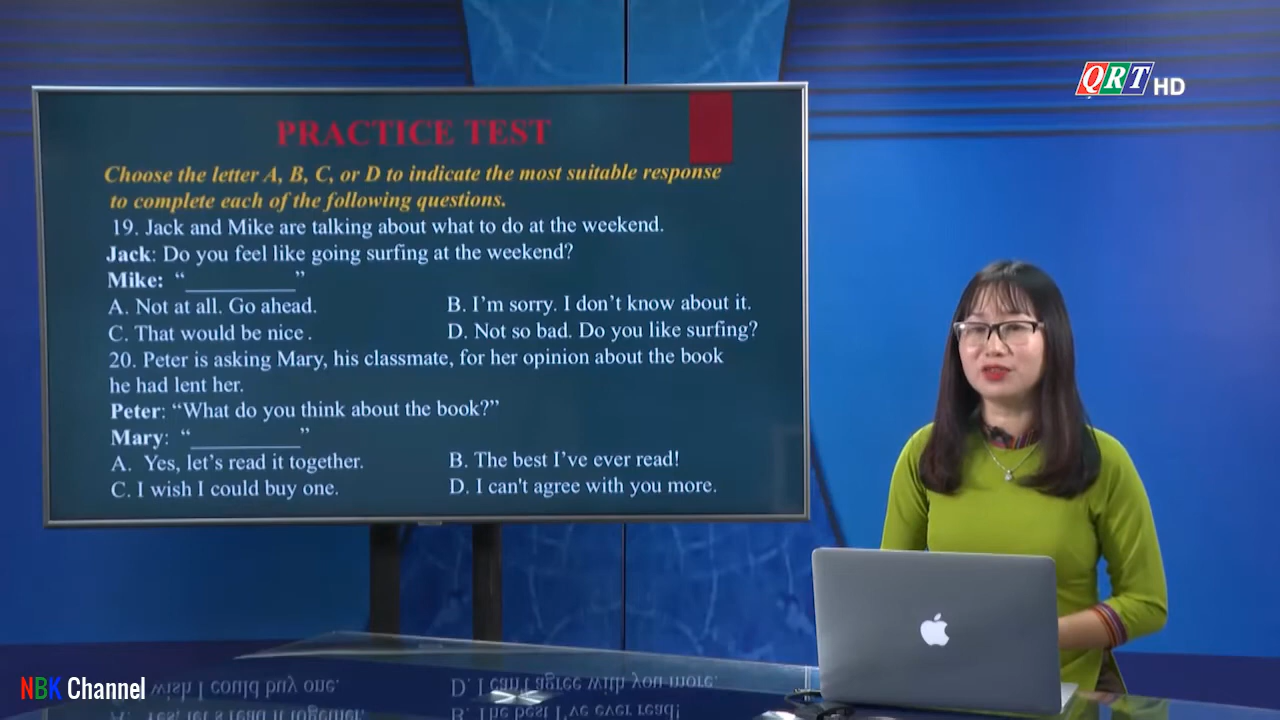 QRT HD
PRACTICE TEST
Choose the letter A, B, C, or D to indicate the most suitable response
to complete each of the following questions.
19. Jack and Mike are talking about what to do at the weekend.
Jack: Do you feel like going surfing at the weekend?
Mike: “__________”
A. Not at all. Go ahead. B. I’m sorry. I don’t know about it.
C. That would be nice . D. Not so bad. Do you like surfing?
20. Peter is asking Mary, his classmate, for her opinion about the book
he had lent her.
Peter: “What do you think about the book?”
Mary: “__________”
A. Yes, let’s read it together. B. The best I’ve ever read!
C. I wish I could buy one. D. I can't agree with you more.
NBK Channel